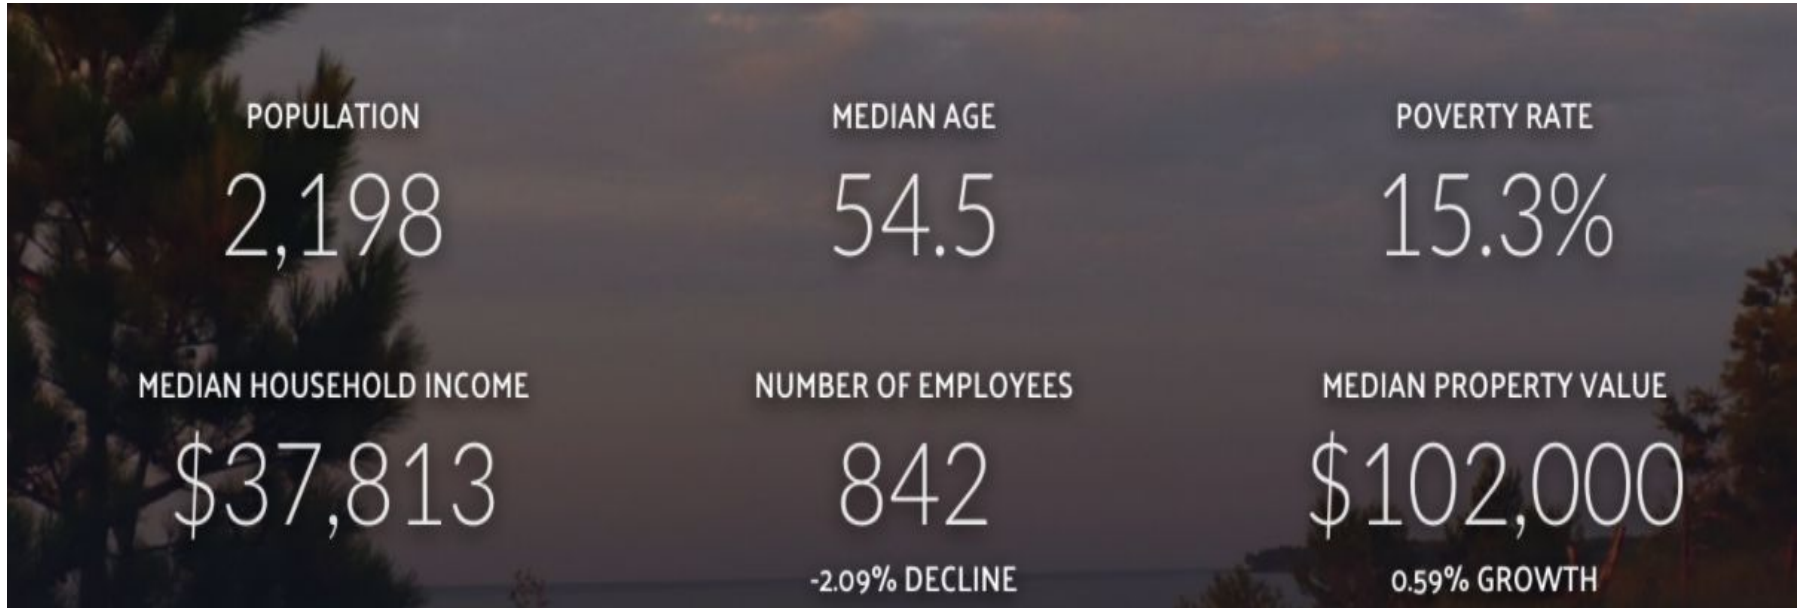 POPULATION
2,198
MEDIAN AGE
54.5
POVERTY RATE
15.3%
MEDIAN HOUSEHOLD INCOME
$37,813
NUMBER OF EMPLOYEES
842
-2.09% DECLINE
MEDIAN PROPERTY VALUE
$102,000
0.59% GROWTH